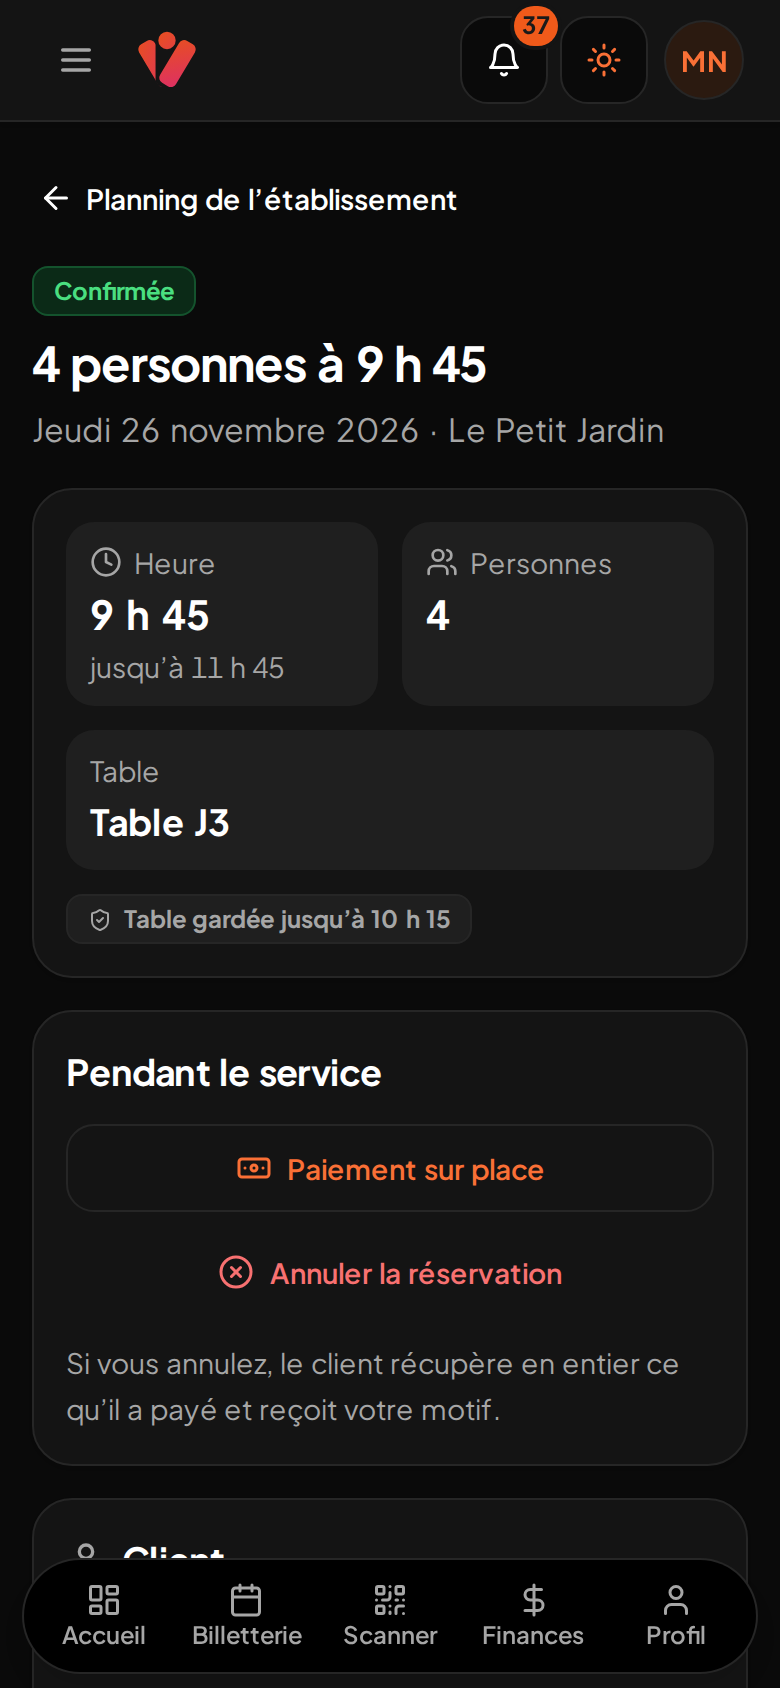 37
MN
Planning de l’établissement
Confirmée
4 personnes à 9 h 45
Jeudi 26 novembre 2026 · Le Petit Jardin
Heure
9 h 45
jusqu’à 11 h 45
Personnes
4
Table
Table J3
Table gardée jusqu’à 10 h 15
Pendant le service
Paiement sur place
Annuler la réservation
Si vous annulez, le client récupère en entier ce
qu’il a payé et reçoit votre motif.
Client
Accueil
Billetterie
Scanner
Finances
Profil